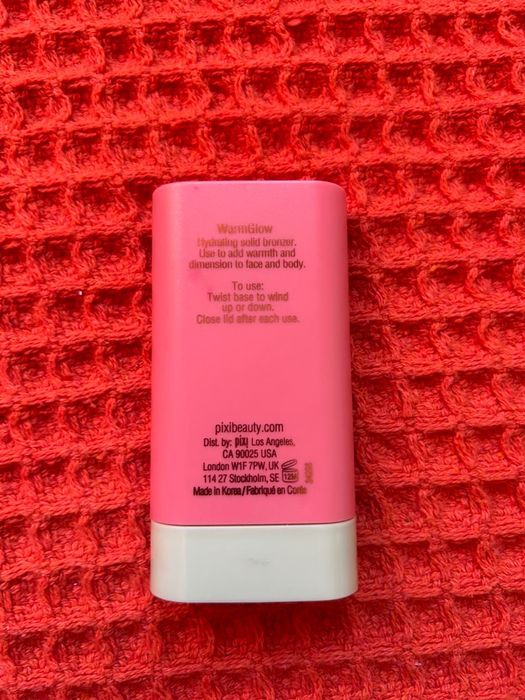 WarmGlow
Hydrating solid bronzer.
Use to add warmth and
dimension to face and body.
To use:
Twist base to wind
up or down.
Close lid after each use.
pixibeauty.com
Dist. by: pixi Los Angeles,
CA 90025 USA
London W1F 7PW, UK
114 27 Stockholm, SE 12M
Made in Korea/Fabriqué en Corée